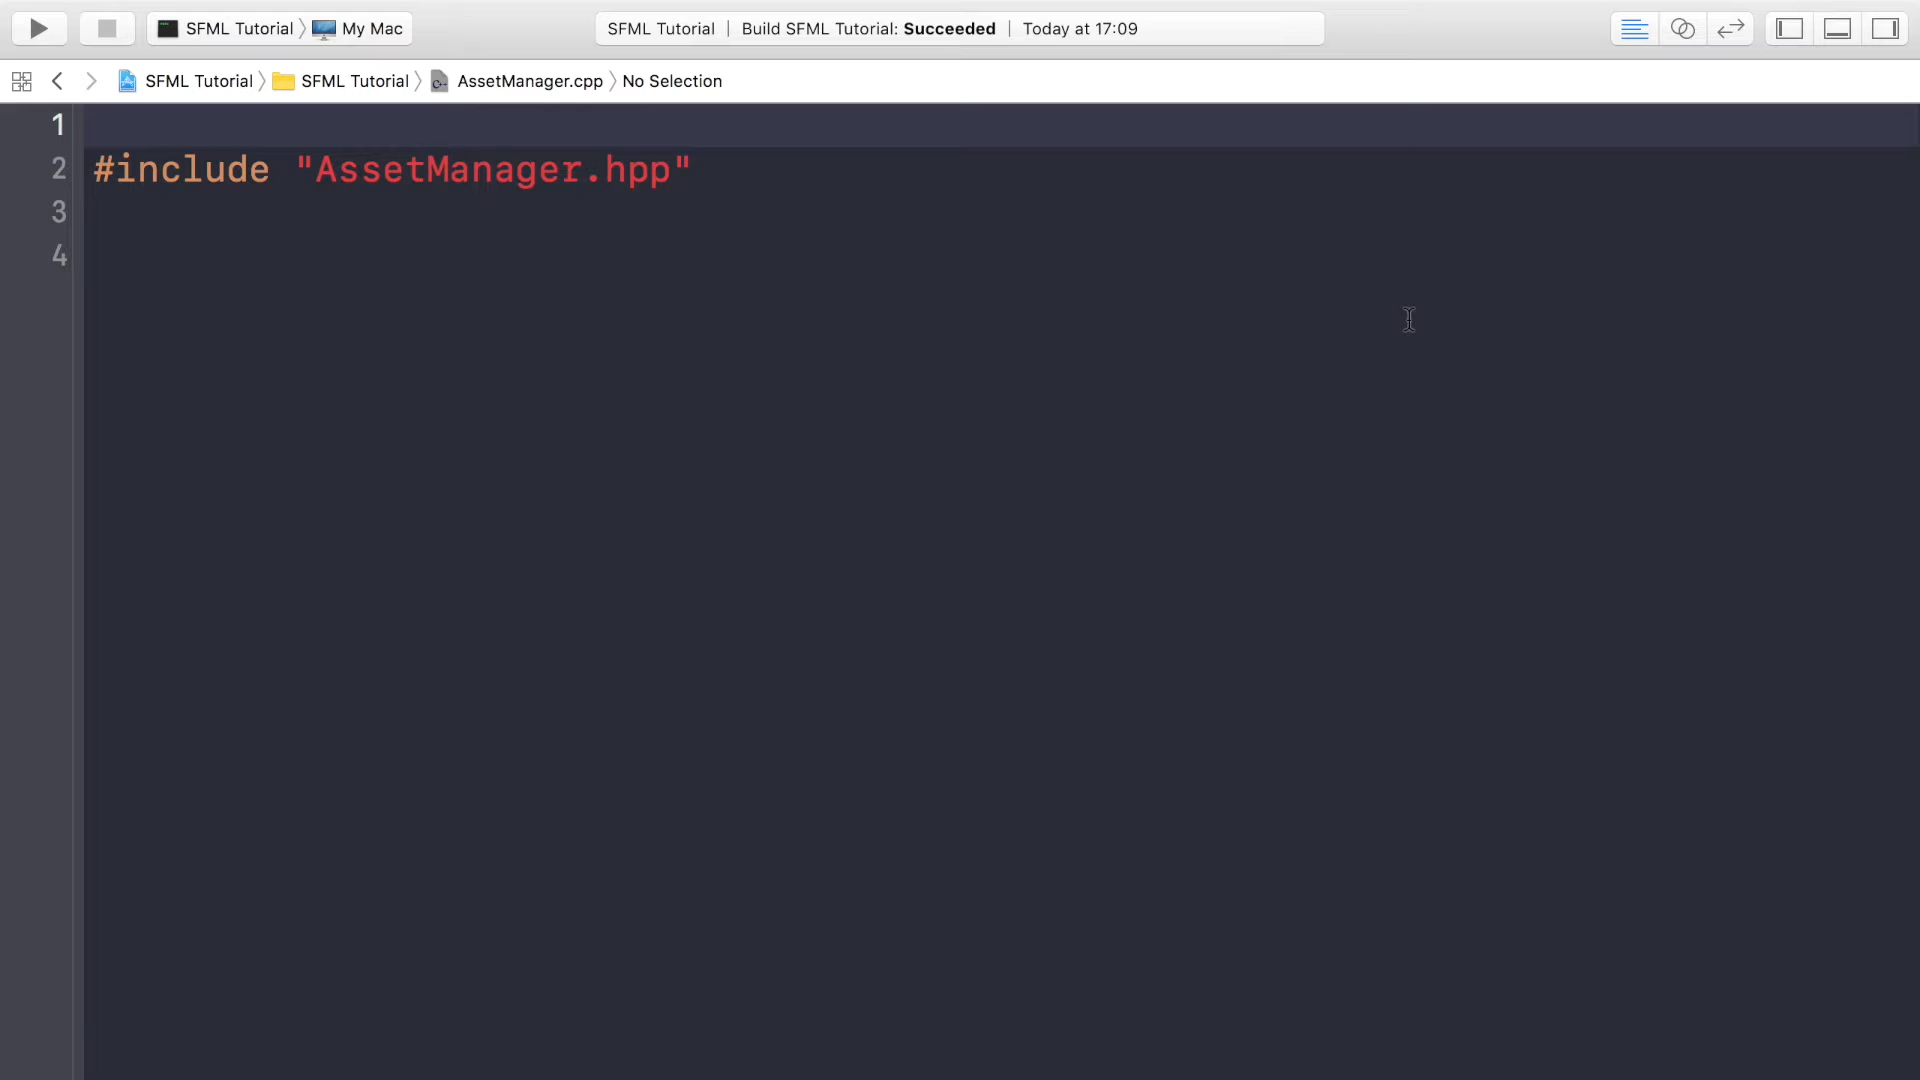 SFML Tutorial My Mac SFML Tutorial | Build SFML Tutorial: Succeeded | Today at 17:09
SFML Tutorial SFML Tutorial AssetManager.cpp No Selection
1
2 #include "AssetManager.hpp"
3
4